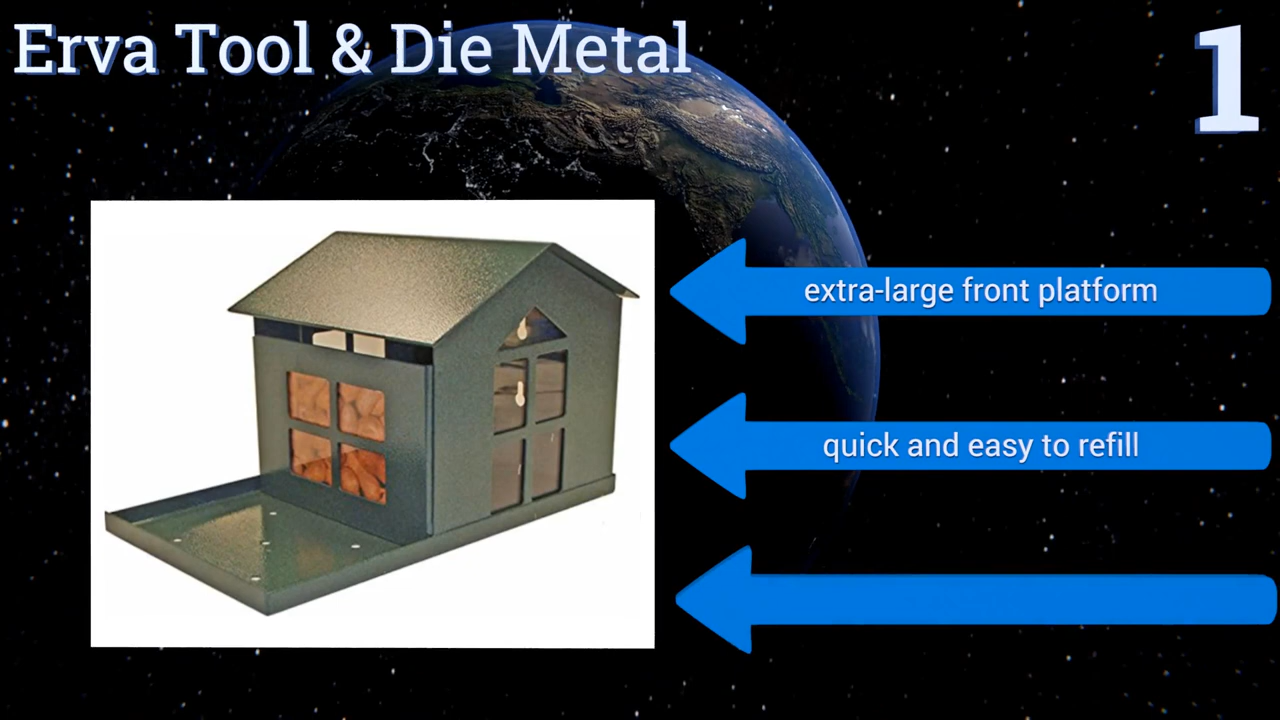 Erva Tool & Die Metal
1
extra-large front platform
quick and easy to refill